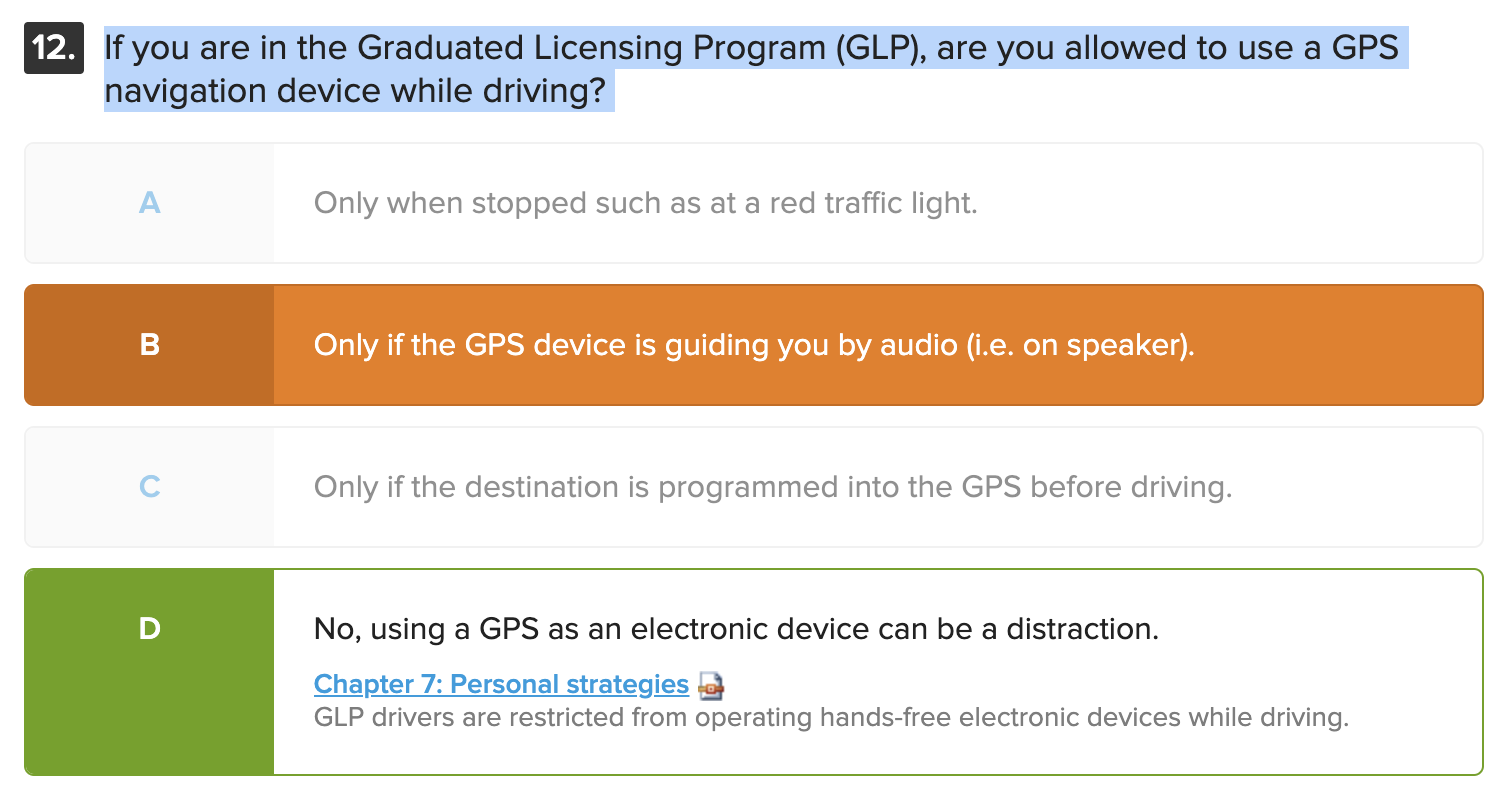 12.
If you are in the Graduated Licensing Program (GLP), are you allowed to use a GPS
navigation device while driving?
A
Only when stopped such as at a red traffic light.
B
Only if the GPS device is guiding you by audio (i.e. on speaker).
C
Only if the destination is programmed into the GPS before driving.
D
No, using a GPS as an electronic device can be a distraction.
Chapter 7: Personal strategies
GLP drivers are restricted from operating hands-free electronic devices while driving.